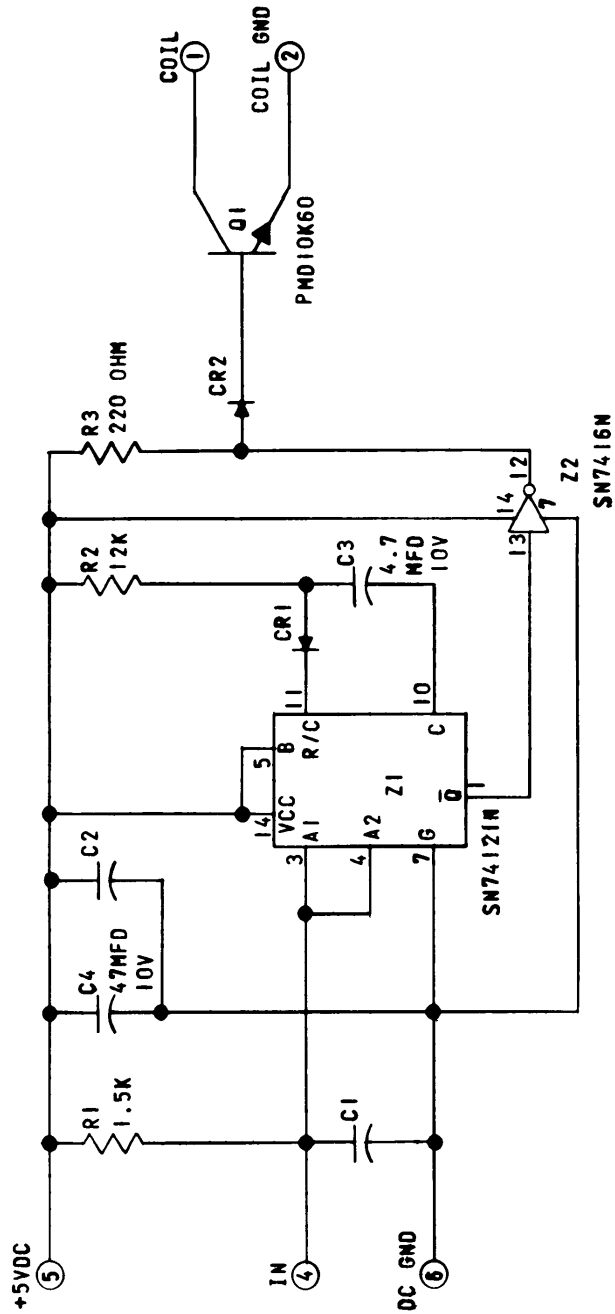 +5VDC
5
R1
1.5K
C4
47MFD
10V
C2
R2
12K
R3
220 OHM
IN
4
DC GND
6
C1
14
VCC
5
B
3
A1
11
R/C
4
A2
Z1
7
G
10
C
Q
1
SN74121N
CR1
C3
4.7
MFD
10V
CR2
Q1
PMD10K60
COIL
1
COIL GND
2
13
14
12
7
Z2
SN7416N